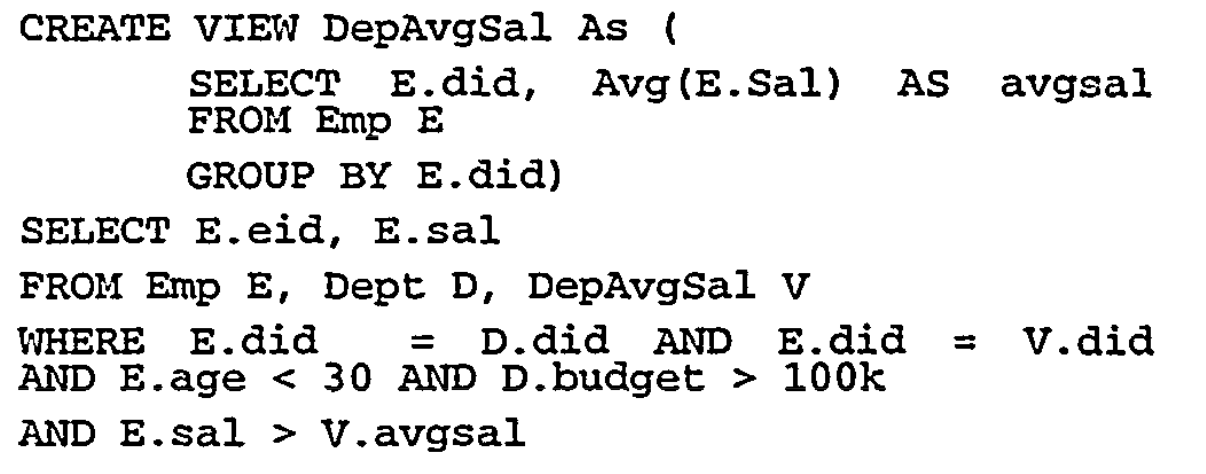 CREATE VIEW DepAvgSal As (
SELECT E.did, Avg(E.Sal) AS avgsal
FROM Emp E
GROUP BY E.did)
SELECT E.eid, E.sal
FROM Emp E, Dept D, DepAvgSal V
WHERE E.did = D.did AND E.did = V.did
AND E.age < 30 AND D.budget > 100k
AND E.sal > V.avgsal